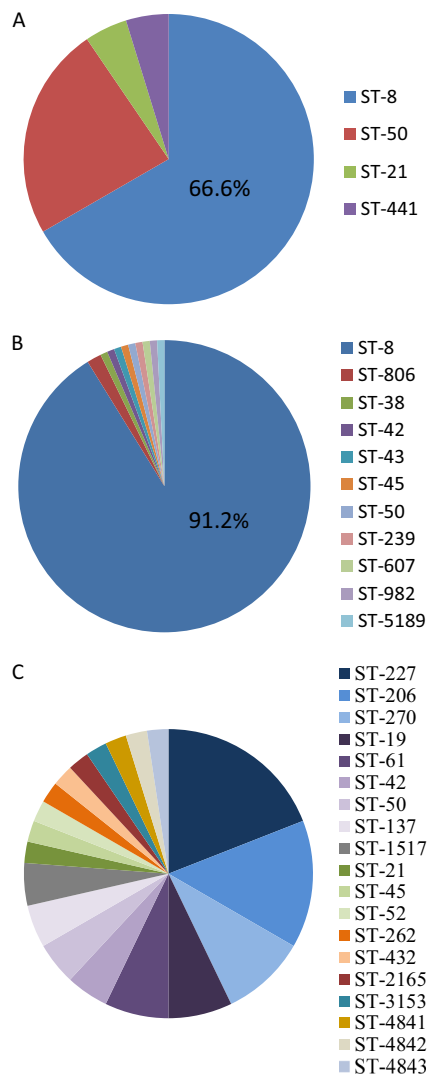 A
ST-8
ST-50
ST-21
ST-441
66.6%
B
ST-8
ST-806
ST-38
ST-42
ST-43
ST-45
ST-50
ST-239
ST-607
ST-982
ST-5189
91.2%
C
ST-227
ST-206
ST-270
ST-19
ST-61
ST-42
ST-50
ST-137
ST-1517
ST-21
ST-45
ST-52
ST-262
ST-432
ST-2165
ST-3153
ST-4841
ST-4842
ST-4843